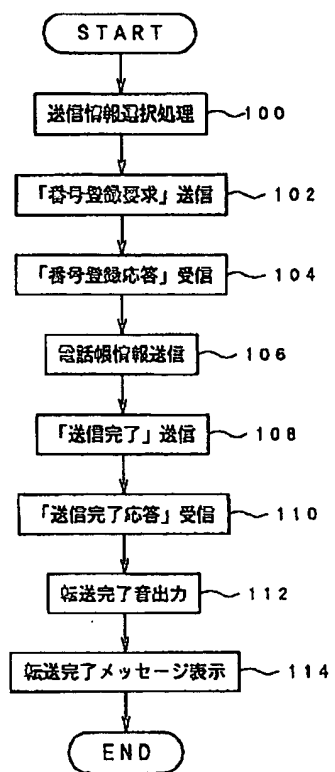 START
送信情報選択処理 100
「番号登録要求」送信 102
「番号登録応答」受信 104
電話帳情報送信 106
「送信完了」送信 108
「送信完了応答」受信 110
転送完了音出力 112
転送完了メッセージ表示 114
END